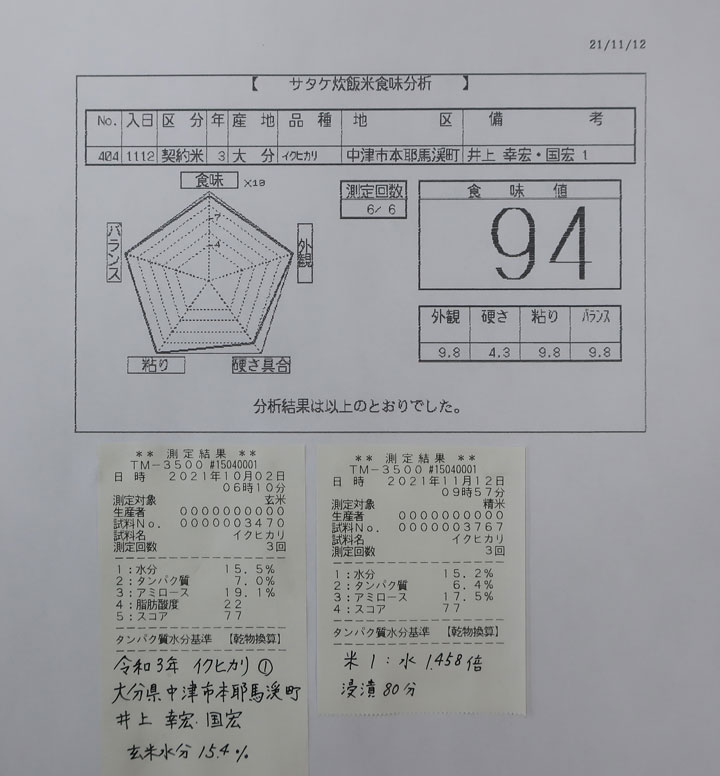 21/11/12
【 サタケ炊飯米食味分析 】
No. 入日 区分 年 産地 品種 地区 備考
404 1112 契約米 3 大分 イクヒカリ 中津市本耶馬渓町 井上 幸宏・国宏 1
食味 X10
測定回数
6/ 6
食味値
94
バランス
7
4
外観
粘り
硬さ具合
外観 硬さ 粘り バランス
9.8 4.3 9.8 9.8
分析結果は以上のとおりでした。
** 測定結果 **
TM-3500 #15040001
日 時 2021年10月02日
06時10分
測定対象 玄米
生産者 0000000000
試料No. 0000003470
試料名 イクヒカリ
測定回数 3回
1:水分 15.5%
2:タンパク質 7.0%
3:アミロース 19.1%
4:脂肪酸度 22
5:スコア 77
タンパク質水分基準 【乾物換算】
令和3年 イクヒカリ ①
大分県中津市本耶馬渓町
井上 幸宏・国宏
玄米水分 15.4%
** 測定結果 **
TM-3500 #15040001
日 時 2021年11月12日
09時57分
測定対象 精米
生産者 0000000000
試料No. 0000003767
試料名 イクヒカリ
測定回数 3回
1:水分 15.2%
2:タンパク質 6.4%
3:アミロース 17.5%
4:スコア 77
タンパク質水分基準 【乾物換算】
米 1 : 水 1.458倍
浸漬 80分